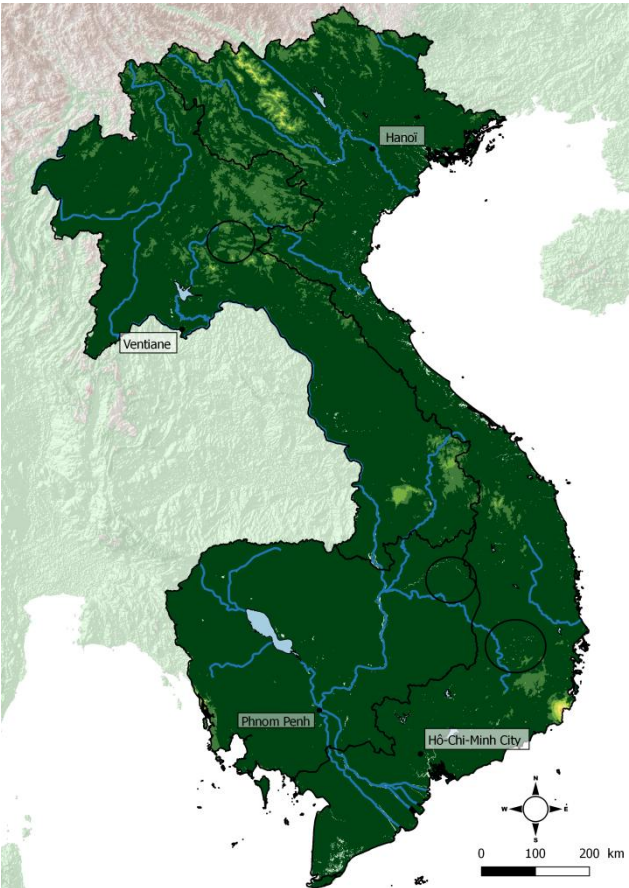 Hanoï
Ventiane
Phnom Penh
Hô-Chi-Minh City
N
W E
S
0 100 200 km